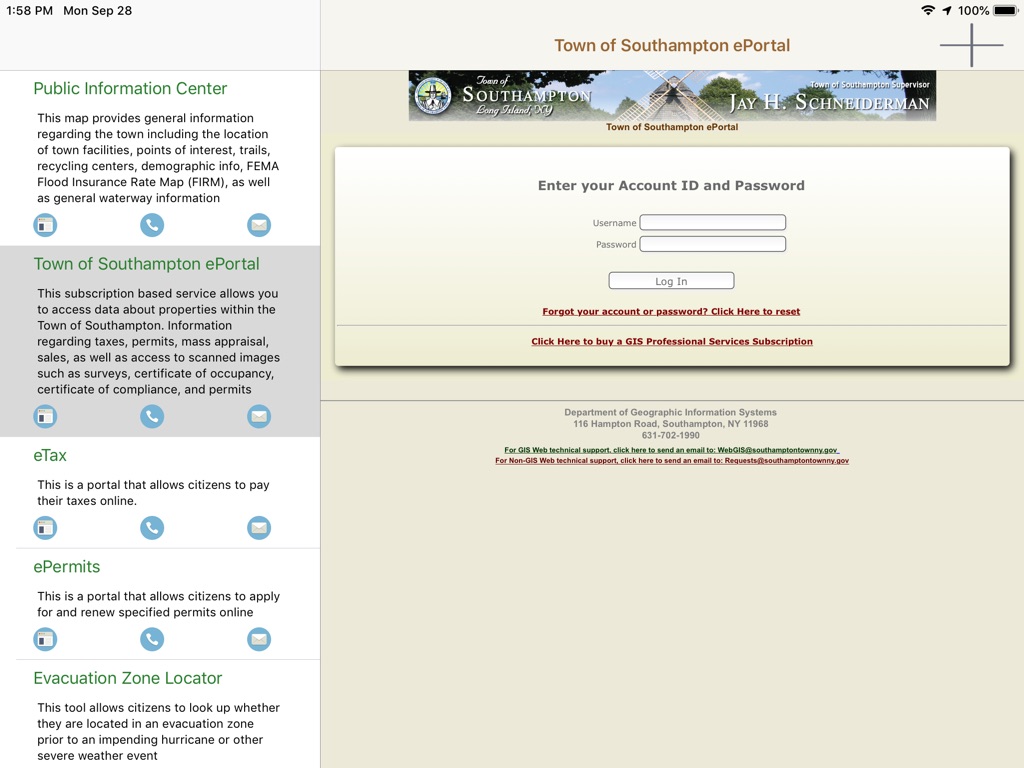 1:58 PM Mon Sep 28
100%
Public Information Center
This map provides general information
regarding the town including the location
of town facilities, points of interest, trails,
recycling centers, demographic info, FEMA
Flood Insurance Rate Map (FIRM), as well
as general waterway information
Town of Southampton ePortal
This subscription based service allows you
to access data about properties within the
Town of Southampton. Information
regarding taxes, permits, mass appraisal,
sales, as well as access to scanned images
such as surveys, certificate of occupancy,
certificate of compliance, and permits
eTax
This is a portal that allows citizens to pay
their taxes online.
ePermits
This is a portal that allows citizens to apply
for and renew specified permits online
Evacuation Zone Locator
This tool allows citizens to look up whether
they are located in an evacuation zone
prior to an impending hurricane or other
severe weather event
Town of Southampton ePortal
Town of
SOUTHAMPTON
Long Island, NY
Town of Southampton Supervisor
JAY H. SCHNEIDERMAN
Town of Southampton ePortal
Enter your Account ID and Password
Username
Password
Log In
Forgot your account or password? Click Here to reset
Click Here to buy a GIS Professional Services Subscription
Department of Geographic Information Systems
116 Hampton Road, Southampton, NY 11968
631-702-1990
For GIS Web technical support, click here to send an email to: WebGIS@southamptontownny.gov
For Non-GIS Web technical support, click here to send an email to: Requests@southamptontownny.gov